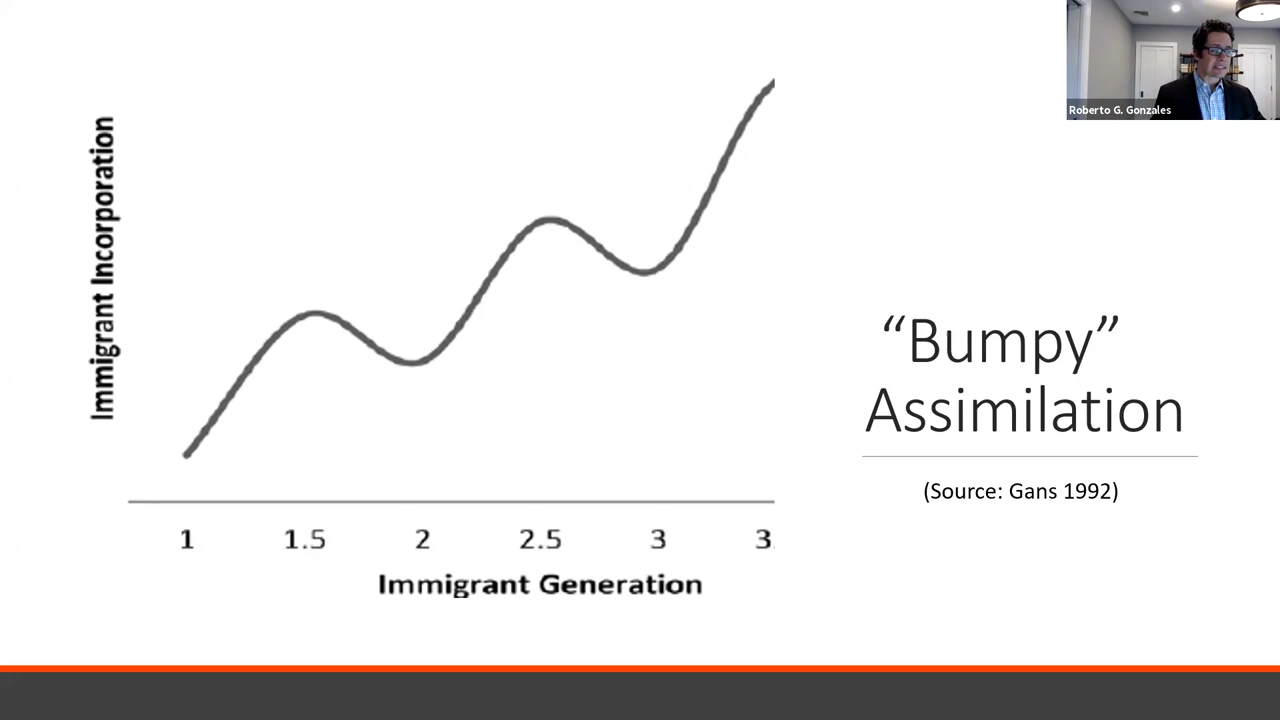 Roberto G. Gonzales
Immigrant Incorporation
1 1.5 2 2.5 3 3.
Immigrant Generation
“Bumpy”
Assimilation
(Source: Gans 1992)